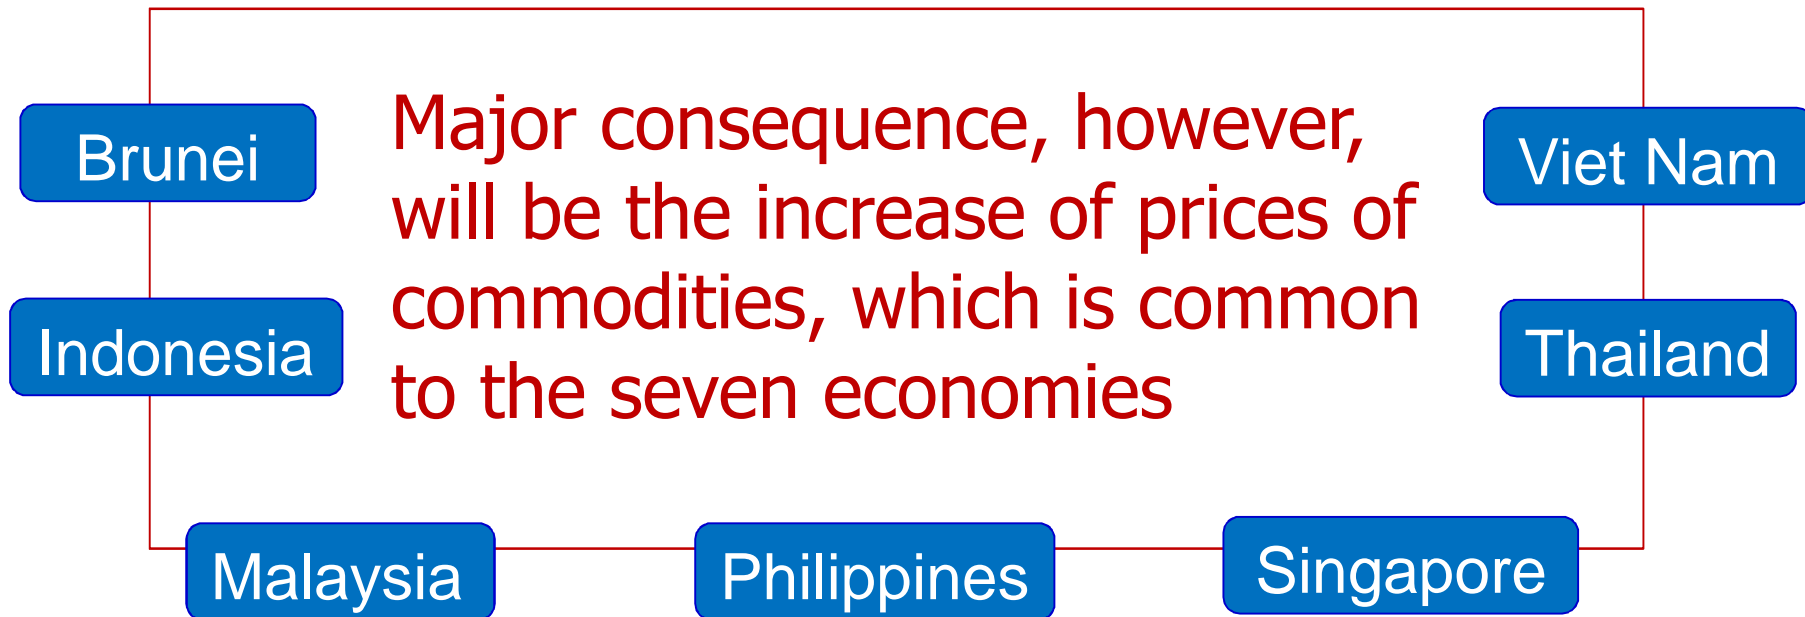 Major consequence, however,
will be the increase of prices of
commodities, which is common
to the seven economies
Brunei
Viet Nam
Indonesia
Thailand
Malaysia
Philippines
Singapore